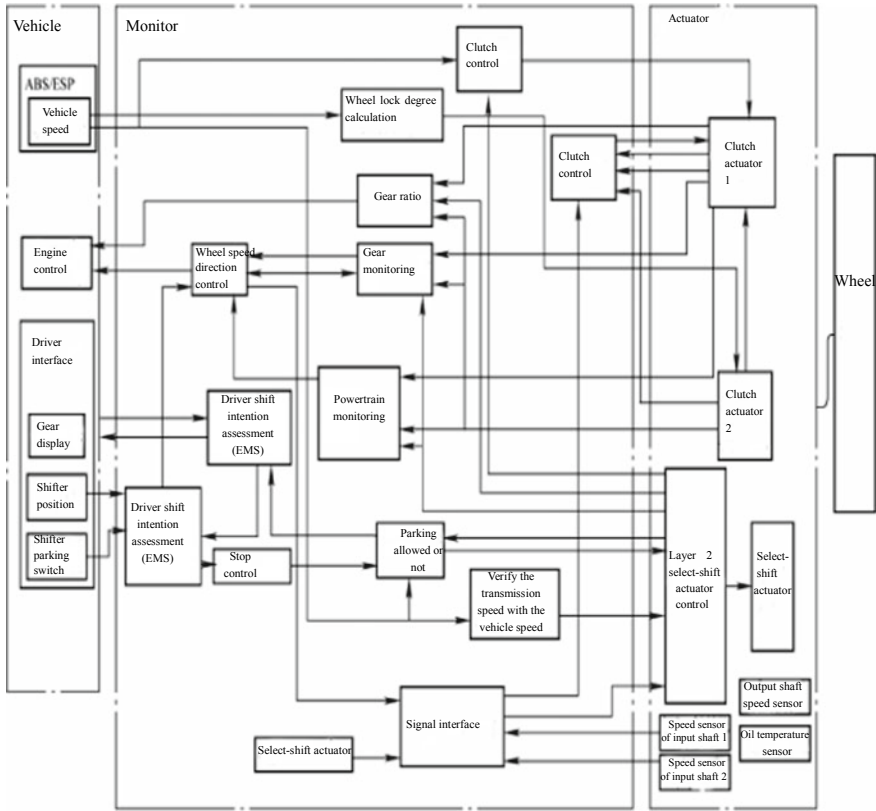 Vehicle
Monitor
Actuator
ABS/ESP
Vehicle
speed
Clutch
control
Wheel lock degree
calculation
Clutch
control
Clutch
actuator
1
Gear ratio
Engine
control
Wheel speed
direction
control
Gear
monitoring
Wheel
Driver
interface
Gear
display
Shifter
position
Shifter
parking
switch
Driver shift
intention
assessment
(EMS)
Powertrain
monitoring
Clutch
actuator
2
Driver shift
intention
assessment
(EMS)
Stop
control
Parking
allowed or
not
Verify the
transmission
speed with the
vehicle speed
Layer 2
select-shift
actuator
control
Select-
shift
actuator
Signal interface
Select-shift actuator
Output shaft
speed sensor
Speed sensor
of input shaft 1
Oil temperature
sensor
Speed sensor
of input shaft 2